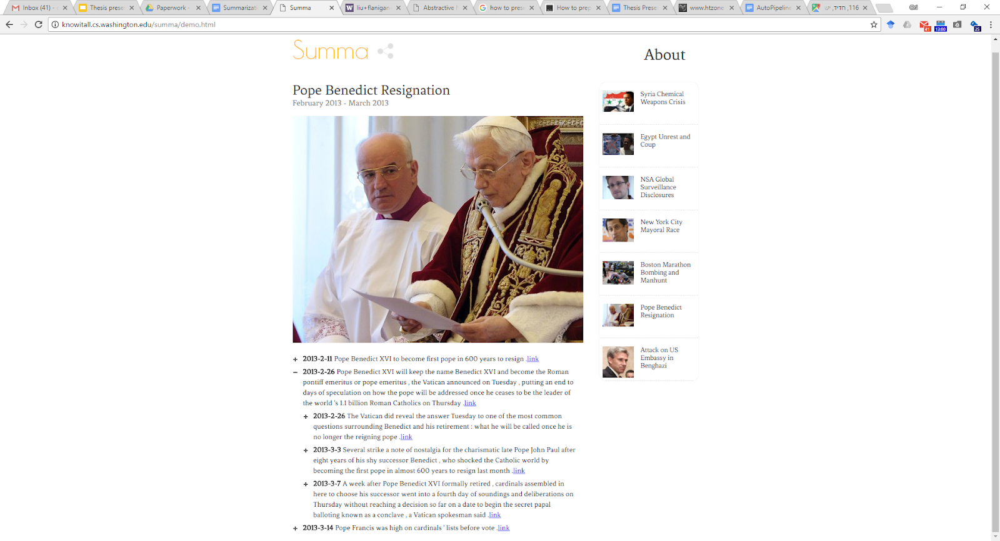 Inbox (41) -
Thesis prese
Paperwork -
Summarizati
Summa
liu+flanigan
Abstractive
how to prese
How to prep
Thesis Prese
www.htzone
AutoPipeline
116, חדיד, יש
knowitall.cs.washington.edu/summa/demo.html
41
13:00
25
Summa
About
Pope Benedict Resignation
February 2013 - March 2013
Syria Chemical
Weapons Crisis
Egypt Unrest and
Coup
NSA Global
Surveillance
Disclosures
New York City
Mayoral Race
Boston Marathon
Bombing and
Manhunt
Pope Benedict
Resignation
Attack on US
Embassy in
Benghazi
+ 2013-2-11 Pope Benedict XVI to become first pope in 600 years to resign .link
− 2013-2-26 Pope Benedict XVI will keep the name Benedict XVI and become the Roman
pontiff emeritus or pope emeritus , the Vatican announced on Tuesday , putting an end to
days of speculation on how the pope will be addressed once he ceases to be the leader of
the world 's 1.1 billion Roman Catholics on Thursday .link
+ 2013-2-26 The Vatican did reveal the answer Tuesday to one of the most common
questions surrounding Benedict and his retirement : what he will be called once he is
no longer the reigning pope .link
+ 2013-3-3 Several strike a note of nostalgia for the charismatic late Pope John Paul after
eight years of his shy successor Benedict , who shocked the Catholic world by
becoming the first pope in almost 600 years to resign last month .link
+ 2013-3-7 A week after Pope Benedict XVI formally retired , cardinals assembled in
here to choose his successor went into a fourth day of soundings and deliberations on
Thursday without reaching a decision so far on a date to begin the secret papal
balloting known as a conclave , a Vatican spokesman said .link
+ 2013-3-14 Pope Francis was high on cardinals ' lists before vote .link